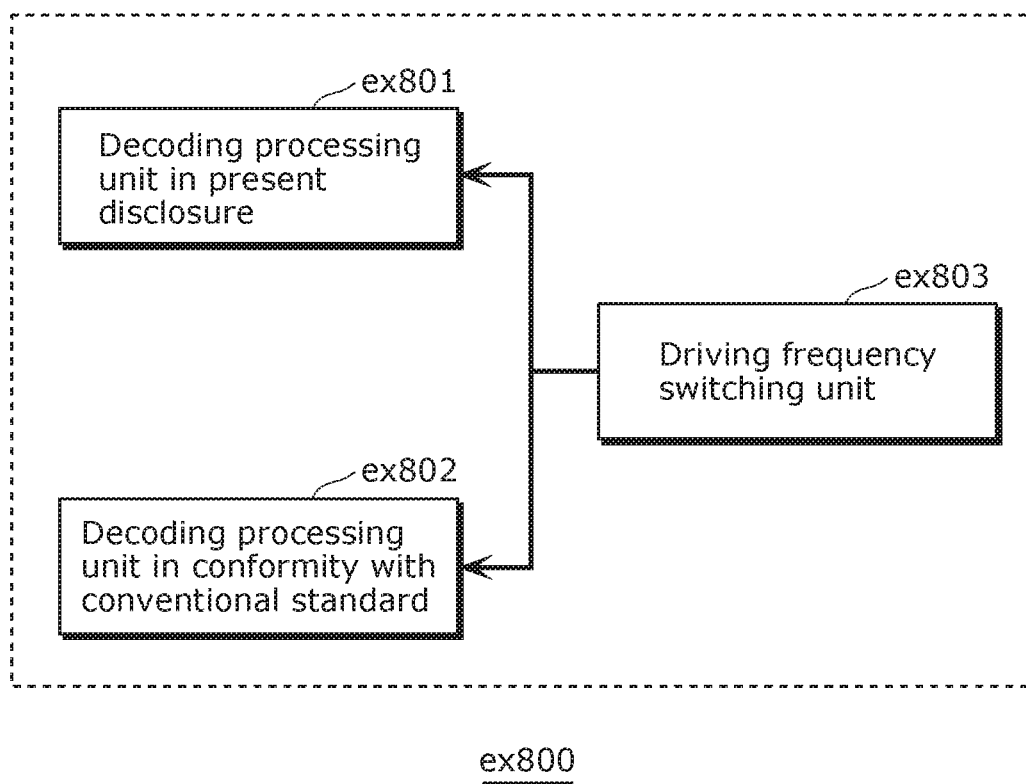 ex801
Decoding processing
unit in present
disclosure
ex803
Driving frequency
switching unit
ex802
Decoding processing
unit in conformity with
conventional standard
ex800